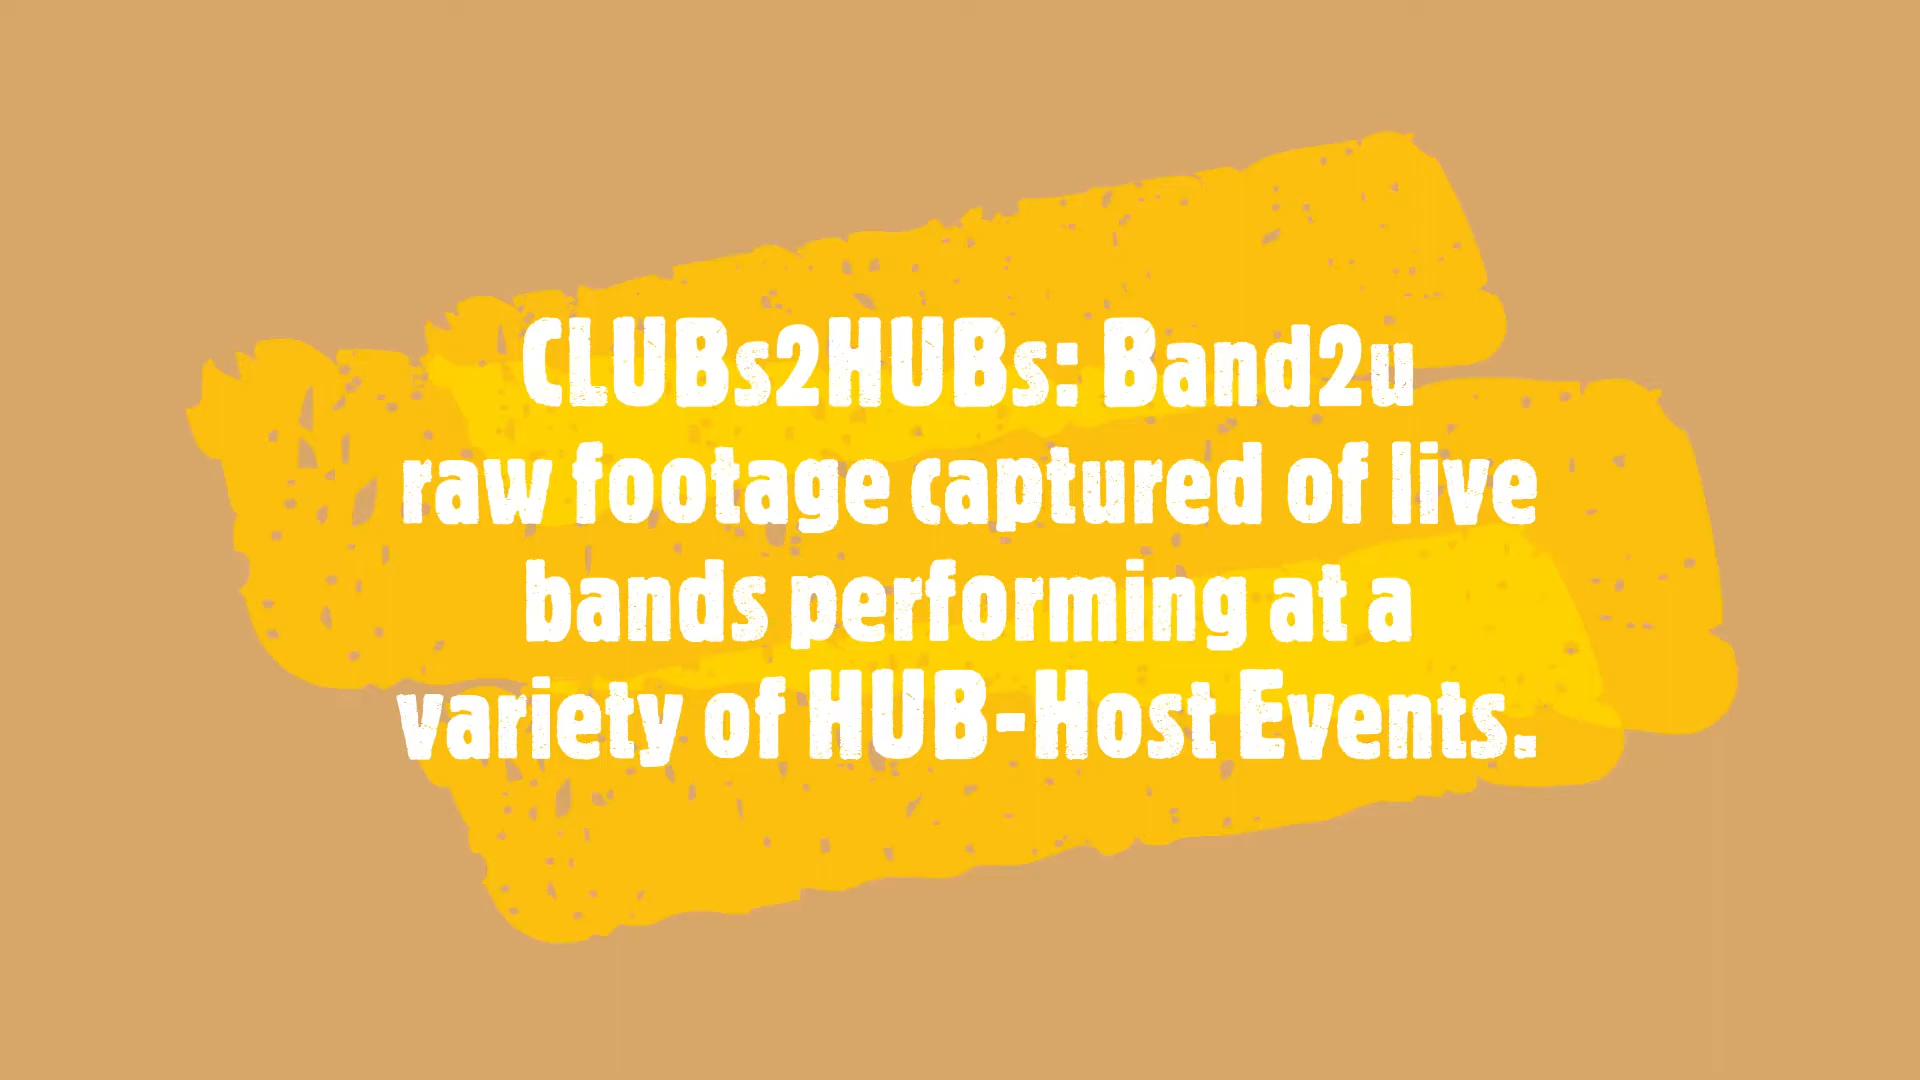 CLUBs2HUBs: Band2u
raw footage captured of live
bands performing at a
variety of HUB-Host Events.